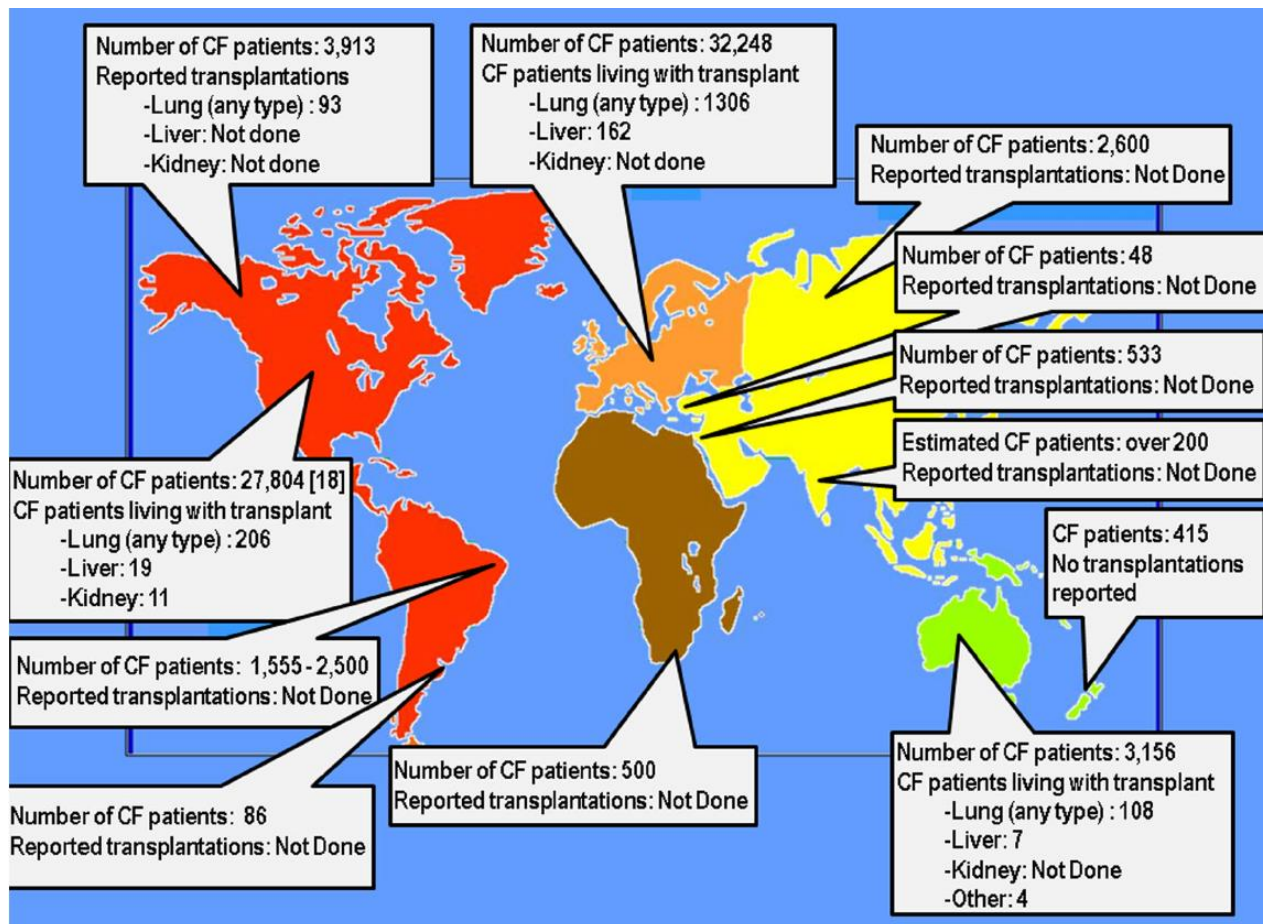 Number of CF patients: 3,913
Reported transplantations
-Lung (any type) : 93
-Liver: Not done
-Kidney: Not done
Number of CF patients: 32,248
CF patients living with transplant
-Lung (any type) : 1306
-Liver: 162
-Kidney: Not done
Number of CF patients: 2,600
Reported transplantations: Not Done
Number of CF patients: 48
Reported transplantations: Not Done
Number of CF patients: 533
Reported transplantations: Not Done
Estimated CF patients: over 200
Reported transplantations: Not Done
Number of CF patients: 27,804 [18]
CF patients living with transplant
-Lung (any type) : 206
-Liver: 19
-Kidney: 11
CF patients: 415
No transplantations
reported
Number of CF patients: 1,555 - 2,500
Reported transplantations: Not Done
Number of CF patients: 86
Reported transplantations: Not Done
Number of CF patients: 500
Reported transplantations: Not Done
Number of CF patients: 3,156
CF patients living with transplant
-Lung (any type) : 108
-Liver: 7
-Kidney: Not Done
-Other: 4